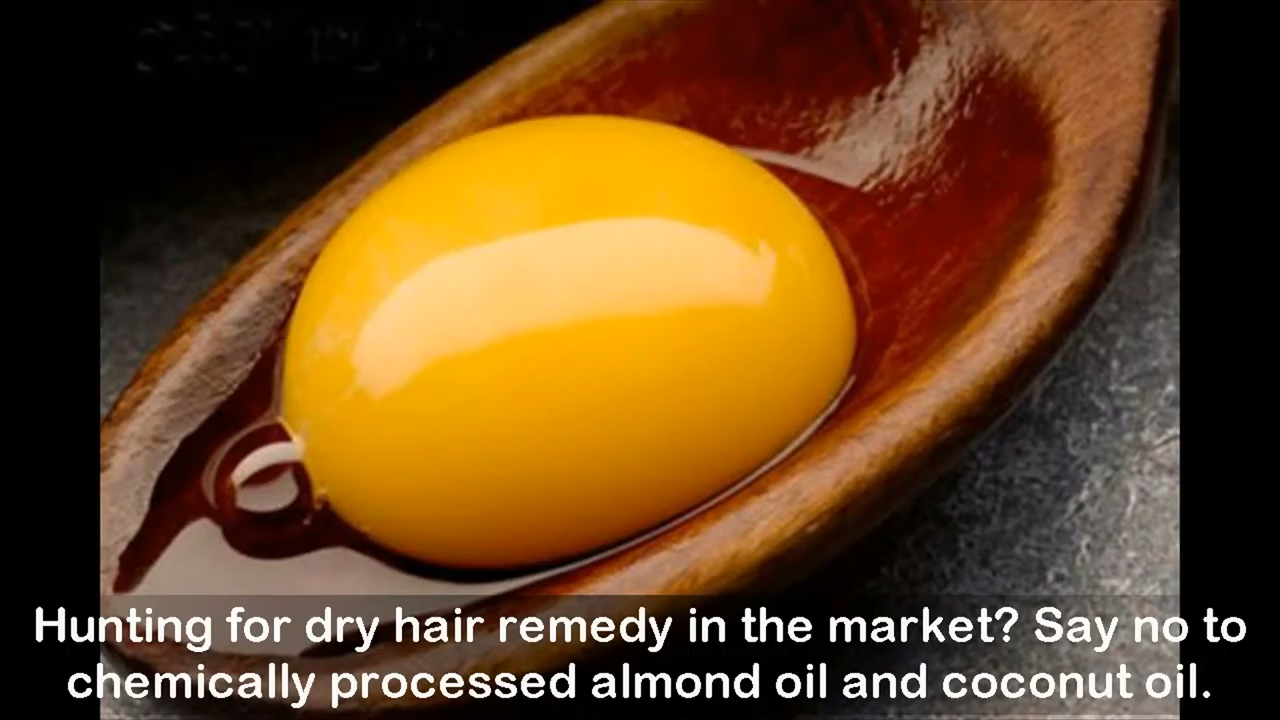 Hunting for dry hair remedy in the market? Say no to
chemically processed almond oil and coconut oil.